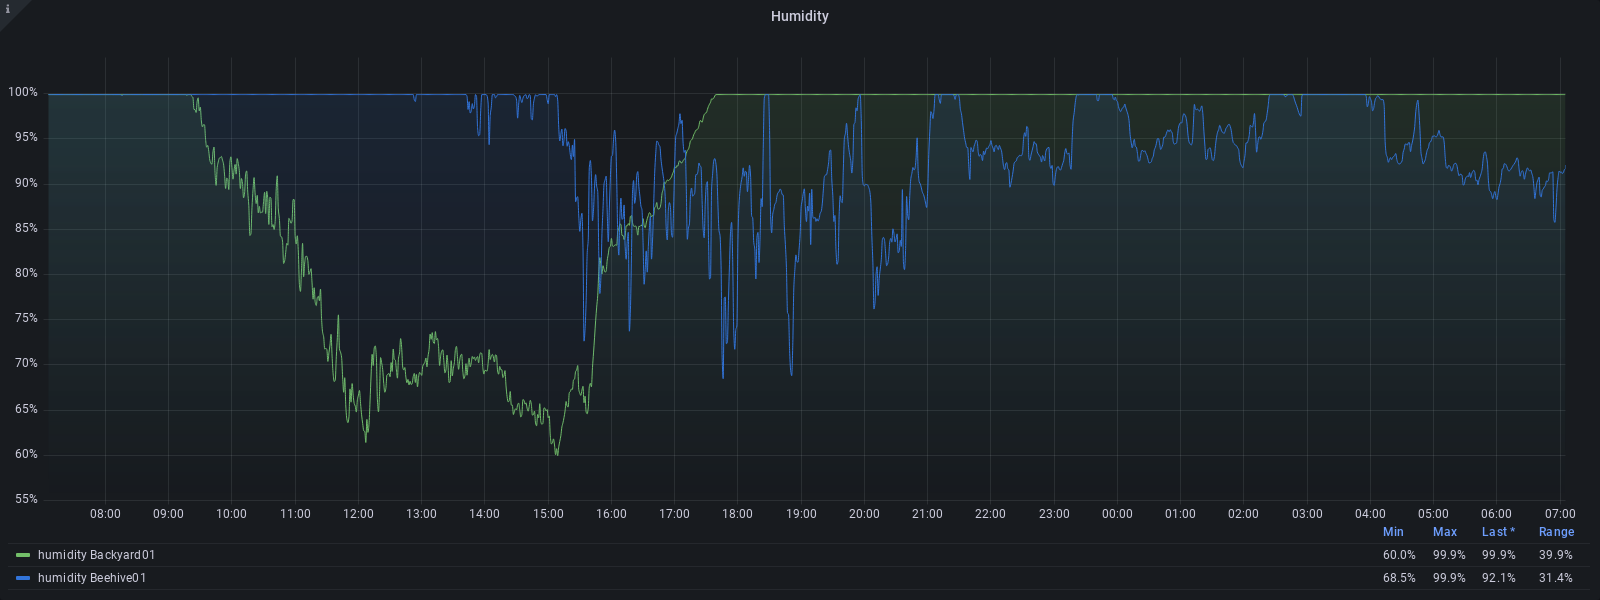 i
Humidity
100%
95%
90%
85%
80%
75%
70%
65%
60%
55%
08:00 09:00 10:00 11:00 12:00 13:00 14:00 15:00 16:00 17:00 18:00 19:00 20:00 21:00 22:00 23:00 00:00 01:00 02:00 03:00 04:00 05:00 06:00 07:00
Min Max Last * Range
humidity Backyard01 60.0% 99.9% 99.9% 39.9%
humidity Beehive01 68.5% 99.9% 92.1% 31.4%